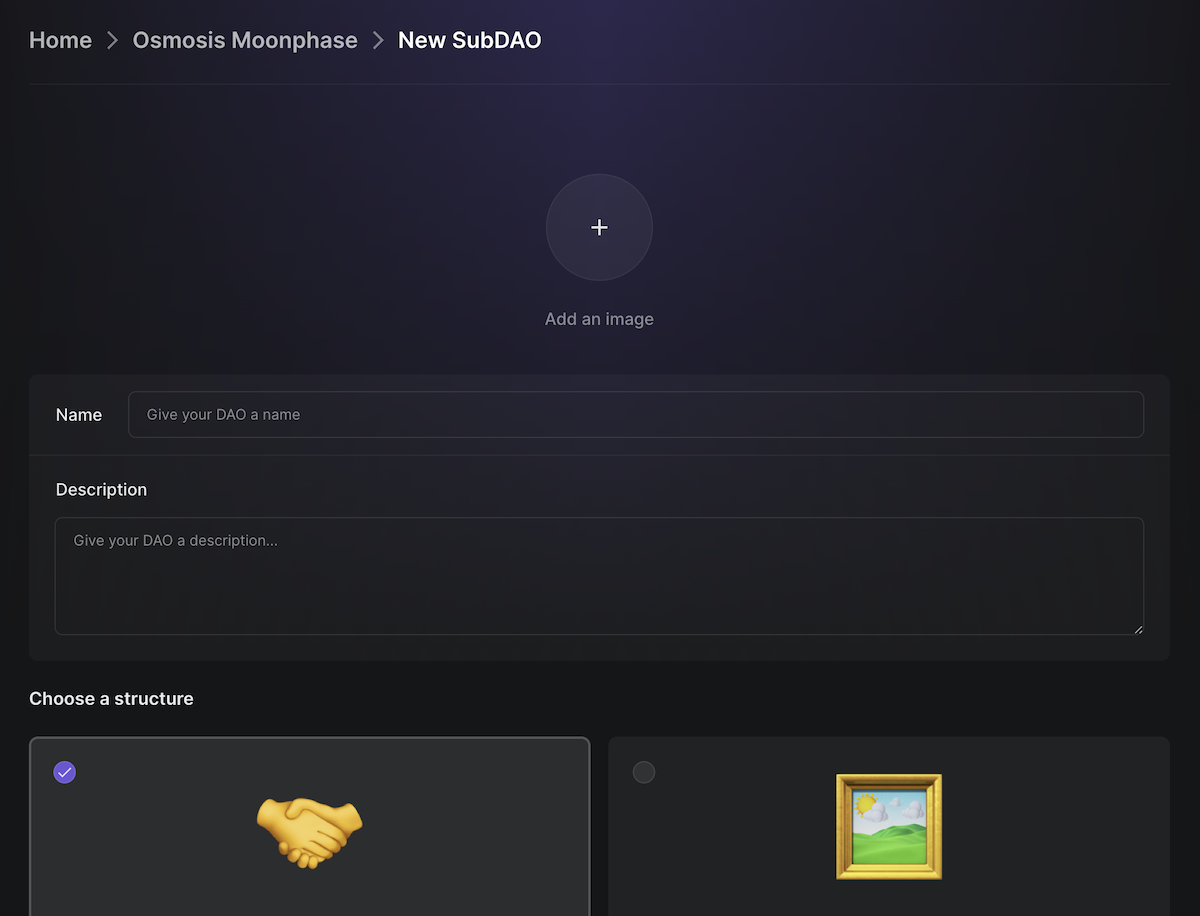 Home > Osmosis Moonphase > New SubDAO
+
Add an image
Name
Give your DAO a name
Description
Give your DAO a description...
Choose a structure